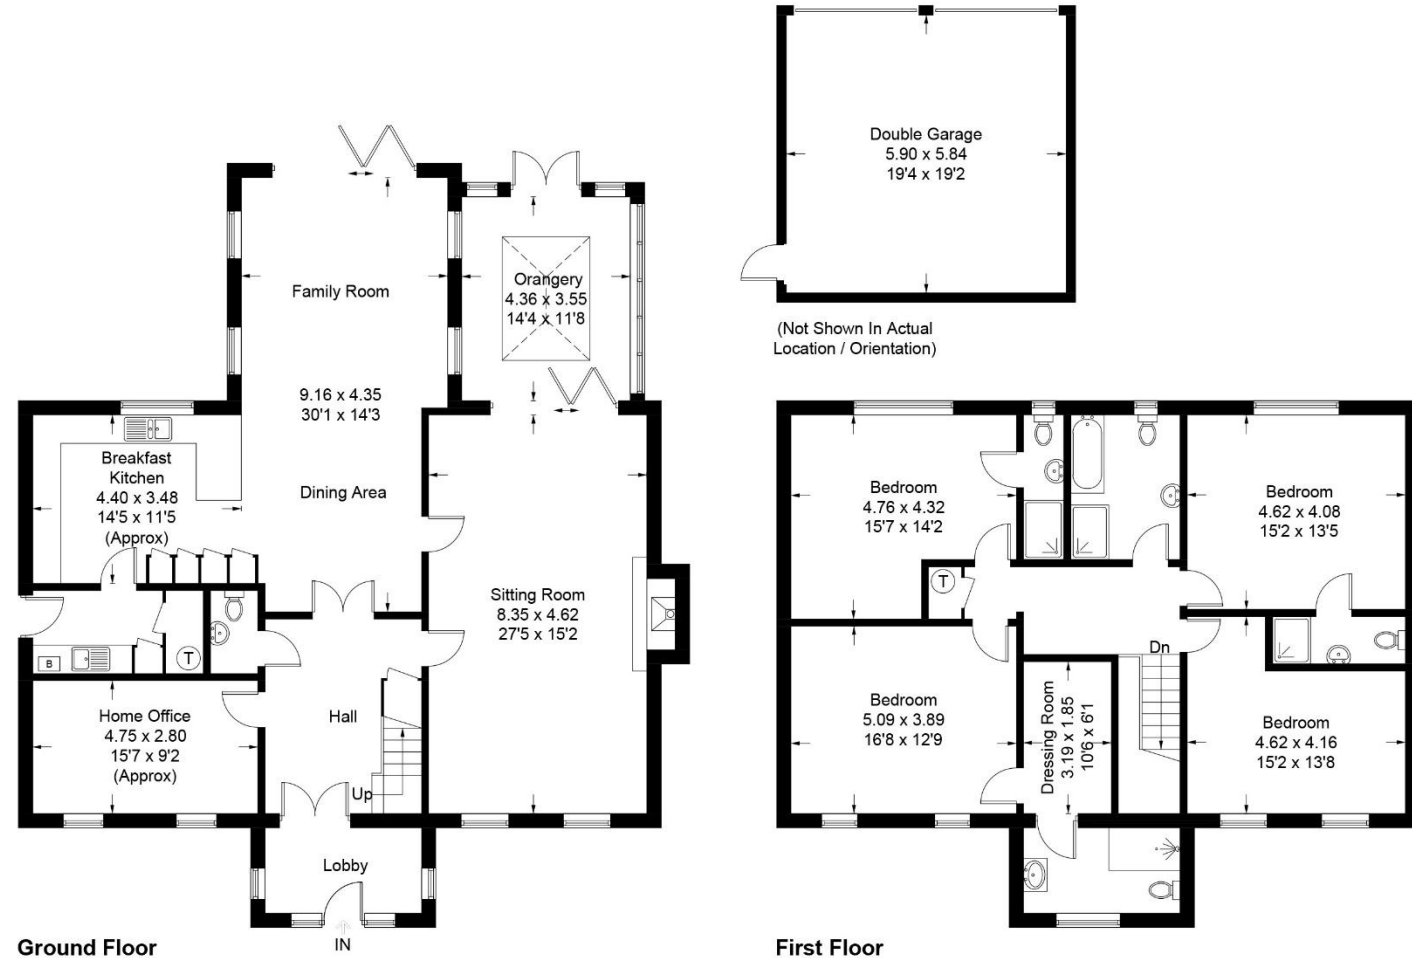 Double Garage
5.90 x 5.84
19'4 x 19'2
(Not Shown In Actual
Location / Orientation)
Family Room
9.16 x 4.35
30'1 x 14'3
Dining Area
Orangery
4.36 x 3.55
14'4 x 11'8
Breakfast
Kitchen
4.40 x 3.48
14'5 x 11'5
(Approx)
Sitting Room
8.35 x 4.62
27'5 x 15'2
T
B
Home Office
4.75 x 2.80
15'7 x 9'2
(Approx)
Hall
Up
Lobby
IN
Ground Floor
Bedroom
4.76 x 4.32
15'7 x 14'2
Bedroom
4.62 x 4.08
15'2 x 13'5
T
Dn
Bedroom
5.09 x 3.89
16'8 x 12'9
Dressing Room
3.19 x 1.85
10'6 x 6'1
Bedroom
4.62 x 4.16
15'2 x 13'8
First Floor